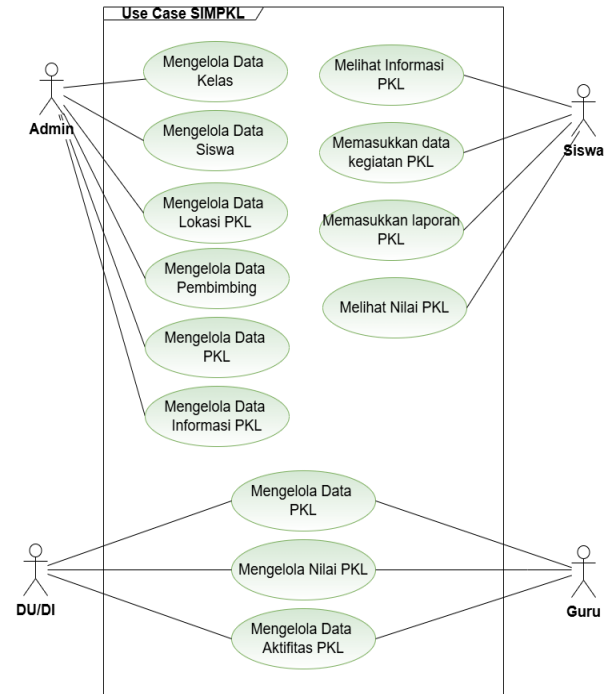 Use Case SIMPKL
Mengelola Data
Kelas
Mengelola Data
Siswa
Mengelola Data
Lokasi PKL
Mengelola Data
Pembimbing
Mengelola Data
PKL
Mengelola Data
Informasi PKL
Melihat Informasi
PKL
Memasukkan data
kegiatan PKL
Memasukkan laporan
PKL
Melihat Nilai PKL
Admin
Siswa
Mengelola Data
PKL
Mengelola Nilai PKL
Mengelola Data
Aktifitas PKL
DU/DI
Guru